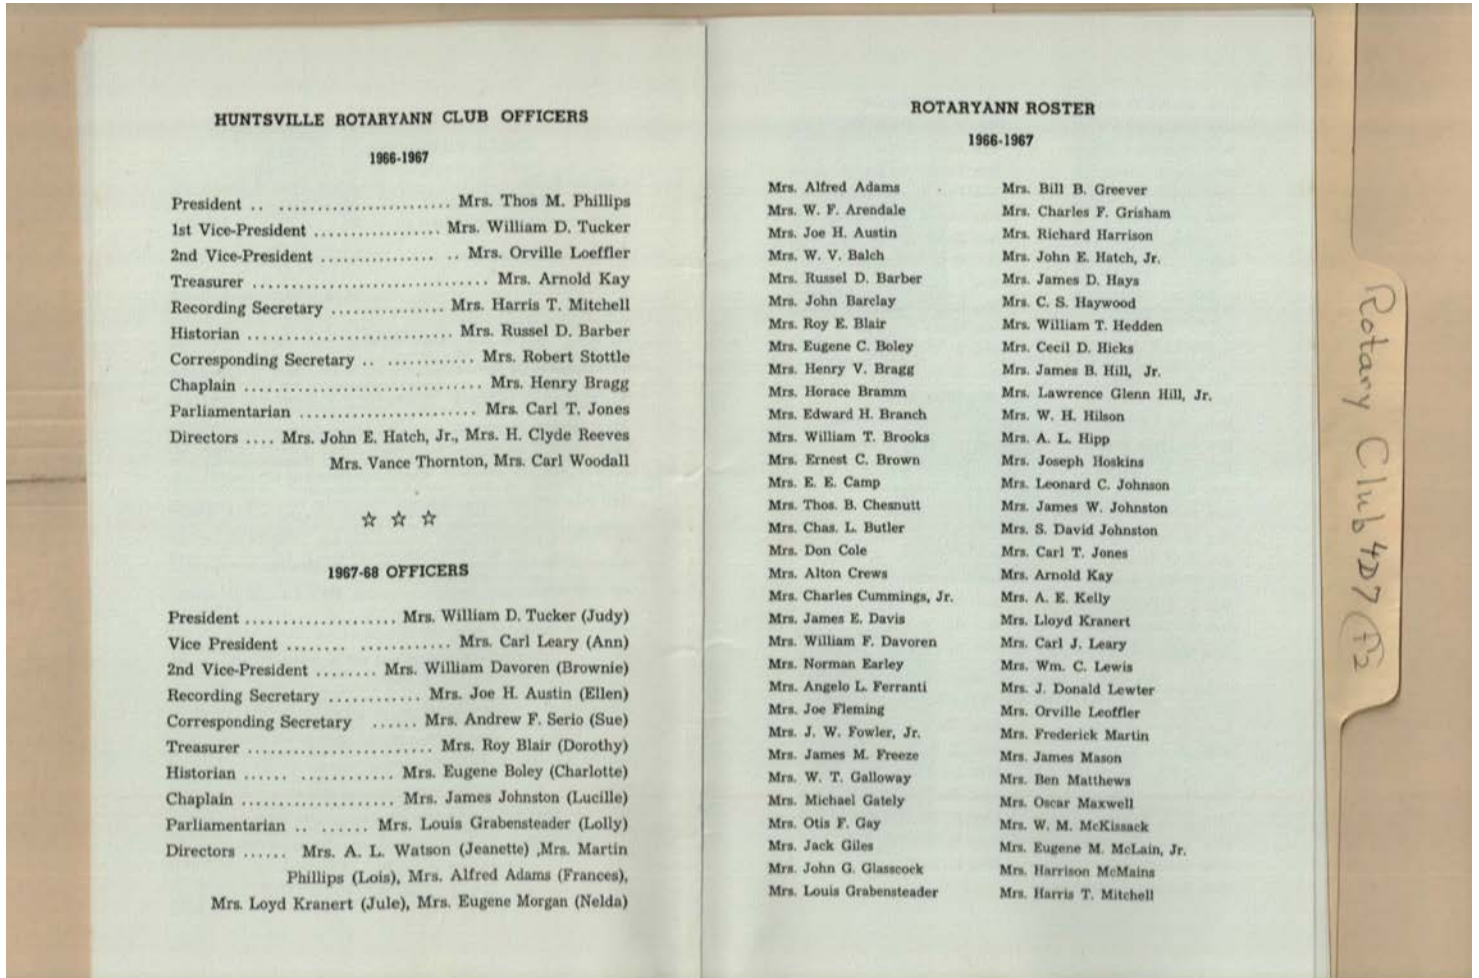 HUNTSVILLE ROTARYANN CLUB OFFICERS
1966-1967
President .. ........................ Mrs. Thos M. Phillips
1st Vice-President ................. Mrs. William D. Tucker
2nd Vice-President ............... .. Mrs. Orville Loeffler
Treasurer ............................... Mrs. Arnold Kay
Recording Secretary ............... Mrs. Harris T. Mitchell
Historian ........................... Mrs. Russel D. Barber
Corresponding Secretary .. ............ Mrs. Robert Stottle
Chaplain ............................... Mrs. Henry Bragg
Parliamentarian ....................... Mrs. Carl T. Jones
Directors .... Mrs. John E. Hatch, Jr., Mrs. H. Clyde Reeves
Mrs. Vance Thornton, Mrs. Carl Woodall
☆ ☆ ☆
1967-68 OFFICERS
President .................... Mrs. William D. Tucker (Judy)
Vice President ........ ............ Mrs. Carl Leary (Ann)
2nd Vice-President ........ Mrs. William Davoren (Brownie)
Recording Secretary ............ Mrs. Joe H. Austin (Ellen)
Corresponding Secretary ...... Mrs. Andrew F. Serio (Sue)
Treasurer ........................ Mrs. Roy Blair (Dorothy)
Historian ...... ............ Mrs. Eugene Boley (Charlotte)
Chaplain .................... Mrs. James Johnston (Lucille)
Parliamentarian .. ...... Mrs. Louis Grabensteader (Lolly)
Directors ...... Mrs. A. L. Watson (Jeanette) ,Mrs. Martin
Phillips (Lois), Mrs. Alfred Adams (Frances),
Mrs. Loyd Kranert (Jule), Mrs. Eugene Morgan (Nelda)
ROTARYANN ROSTER
1966-1967
Mrs. Alfred Adams
Mrs. W. F. Arendale
Mrs. Joe H. Austin
Mrs. W. V. Balch
Mrs. Russel D. Barber
Mrs. John Barclay
Mrs. Roy E. Blair
Mrs. Eugene C. Boley
Mrs. Henry V. Bragg
Mrs. Horace Bramm
Mrs. Edward H. Branch
Mrs. William T. Brooks
Mrs. Ernest C. Brown
Mrs. E. E. Camp
Mrs. Thos. B. Chesnutt
Mrs. Chas. L. Butler
Mrs. Don Cole
Mrs. Alton Crews
Mrs. Charles Cummings, Jr.
Mrs. James E. Davis
Mrs. William F. Davoren
Mrs. Norman Earley
Mrs. Angelo L. Ferranti
Mrs. Joe Fleming
Mrs. J. W. Fowler, Jr.
Mrs. James M. Freeze
Mrs. W. T. Galloway
Mrs. Michael Gately
Mrs. Otis F. Gay
Mrs. Jack Giles
Mrs. John G. Glasscock
Mrs. Louis Grabensteader
Mrs. Bill B. Greever
Mrs. Charles F. Grisham
Mrs. Richard Harrison
Mrs. John E. Hatch, Jr.
Mrs. James D. Hays
Mrs. C. S. Haywood
Mrs. William T. Hedden
Mrs. Cecil D. Hicks
Mrs. James B. Hill, Jr.
Mrs. Lawrence Glenn Hill, Jr.
Mrs. W. H. Hilson
Mrs. A. L. Hipp
Mrs. Joseph Hoskins
Mrs. Leonard C. Johnson
Mrs. James W. Johnston
Mrs. S. David Johnston
Mrs. Carl T. Jones
Mrs. Arnold Kay
Mrs. A. E. Kelly
Mrs. Lloyd Kranert
Mrs. Carl J. Leary
Mrs. Wm. C. Lewis
Mrs. J. Donald Lewter
Mrs. Orville Leoffler
Mrs. Frederick Martin
Mrs. James Mason
Mrs. Ben Matthews
Mrs. Oscar Maxwell
Mrs. W. M. McKissack
Mrs. Eugene M. McLain, Jr.
Mrs. Harrison McMains
Mrs. Harris T. Mitchell
Rotary Club 4D7